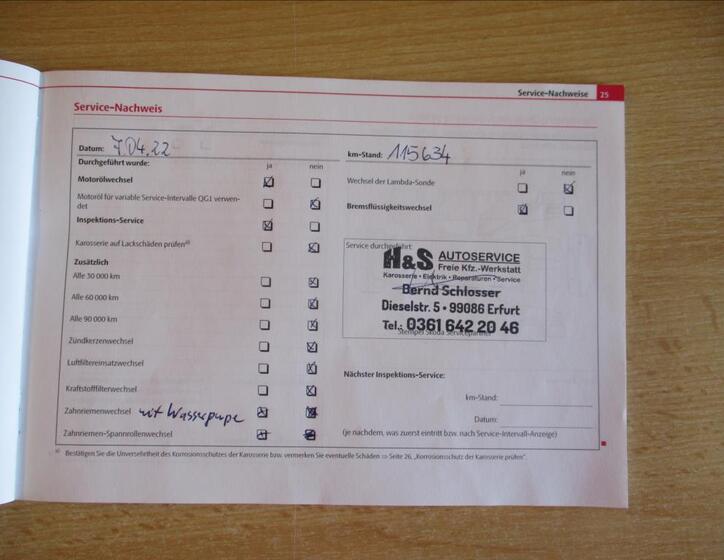 Service-Nachweise 25
Service-Nachweis
Datum: 7.04.22
km-Stand: 115634
Durchgeführt wurde: ja nein
ja nein
Motorölwechsel
Wechsel der Lambda-Sonde
Motoröl für variable Service-Intervalle QG1 verwen-
det
Bremsflüssigkeitswechsel
Inspektions-Service
Karosserie auf Lackschäden prüfen a)
Service durchgeführt:
H&S AUTOSERVICE
Freie Kfz.-Werkstatt
Karosserie • Elektrik • Reparaturen • Service
Bernd Schlosser
Dieselstr. 5 • 99086 Erfurt
Tel.: 0361 642 20 46
Stempel Škoda Servicepartner
Zusätzlich
Alle 30 000 km
Alle 60 000 km
Alle 90 000 km
Zündkerzenwechsel
Luftfiltereinsatzwechsel
Kraftstofffilterwechsel
Zahnriemenwechsel mit Wasserpumpe
Zahnriemen-Spannrollenwechsel
Nächster Inspektions-Service:
km-Stand:
Datum:
(je nachdem, was zuerst eintritt bzw. nach Service-Intervall-Anzeige)
a) Bestätigen Sie die Unversehrtheit des Korrosionsschutzes der Karosserie bzw. vermerken Sie eventuelle Schäden ⇒ Seite 26, „Korrosionsschutz der Karosserie prüfen".